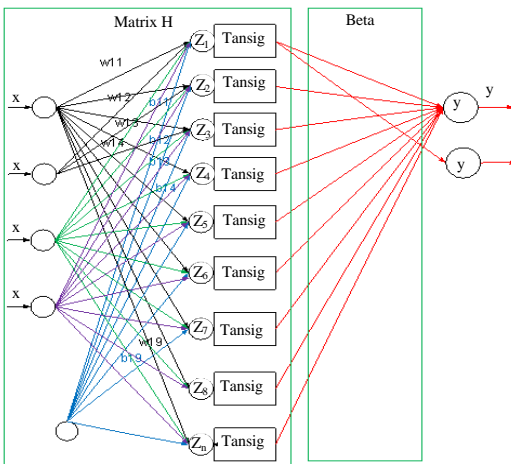 Matrix H
Beta
Z1 Tansig
w11
Z2 Tansig
y
x
w12
b11
y
w13
Z3 Tansig
b12
w14
x
b13
Z4 Tansig
y
b14
x
Z5 Tansig
Z6 Tansig
x
Z7 Tansig
w19
b19
Z8 Tansig
Zn Tansig